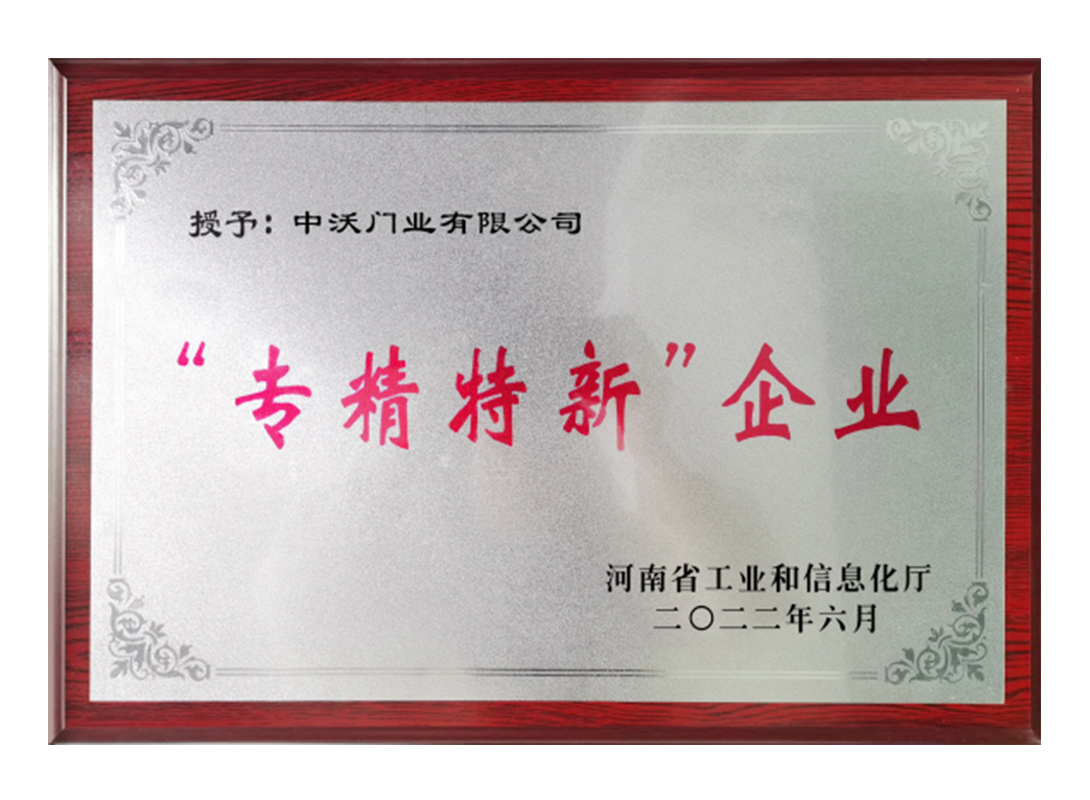 授予：中沃门业有限公司
“专精特新”企业
河南省工业和信息化厅
二〇二二年六月